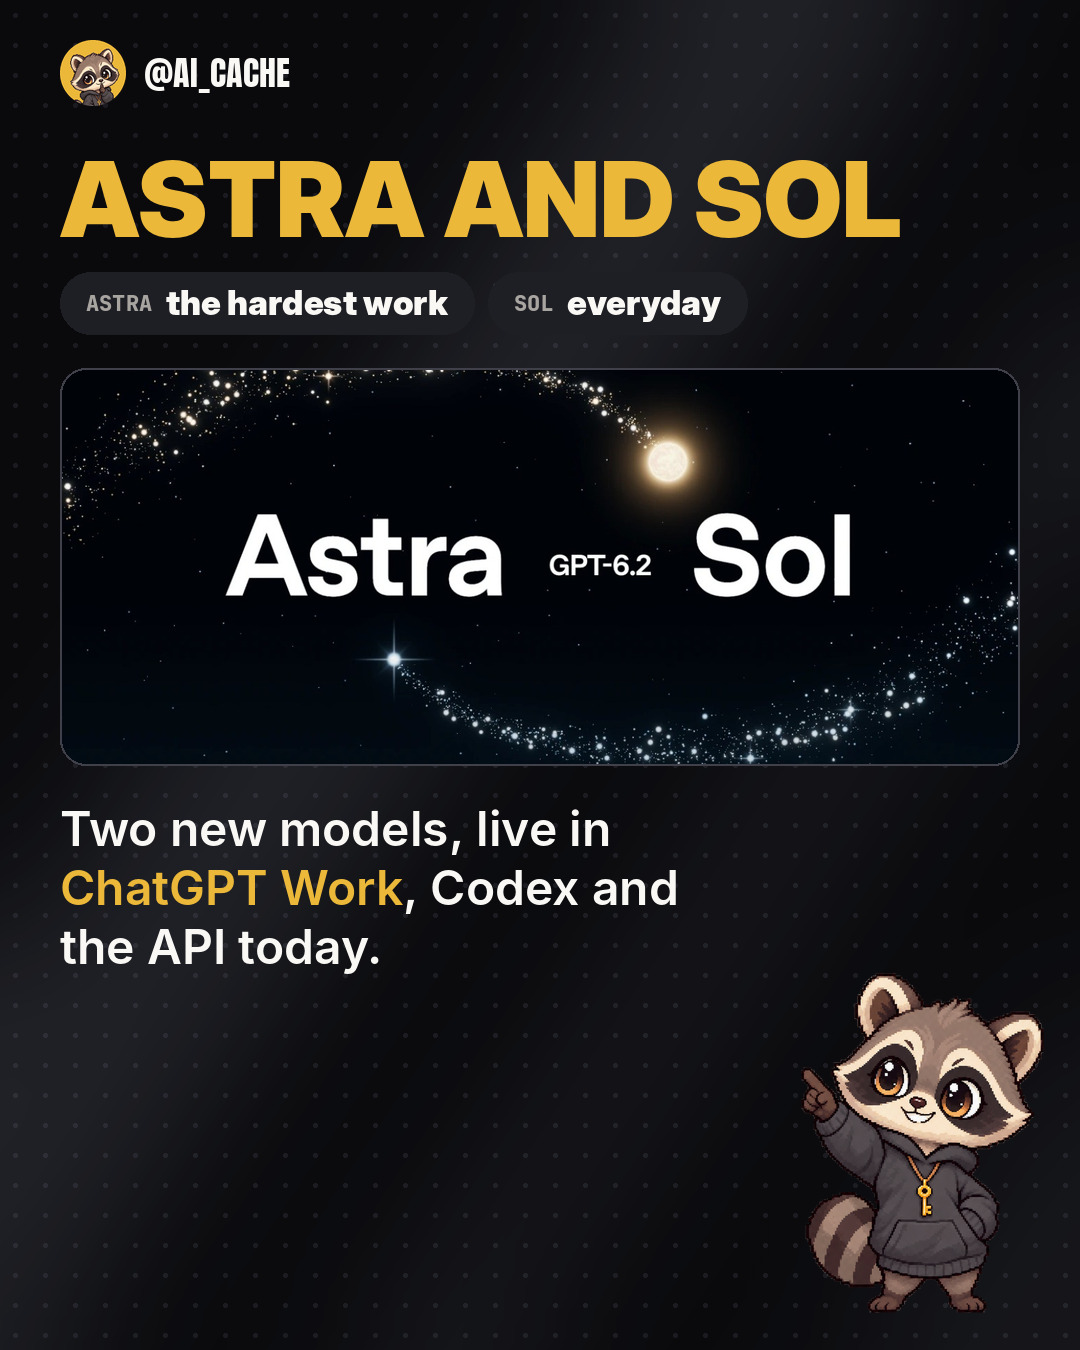 @AI_CACHE
ASTRA AND SOL
ASTRA the hardest work SOL everyday
Astra GPT-6.2 Sol
Two new models, live in
ChatGPT Work, Codex and
the API today.